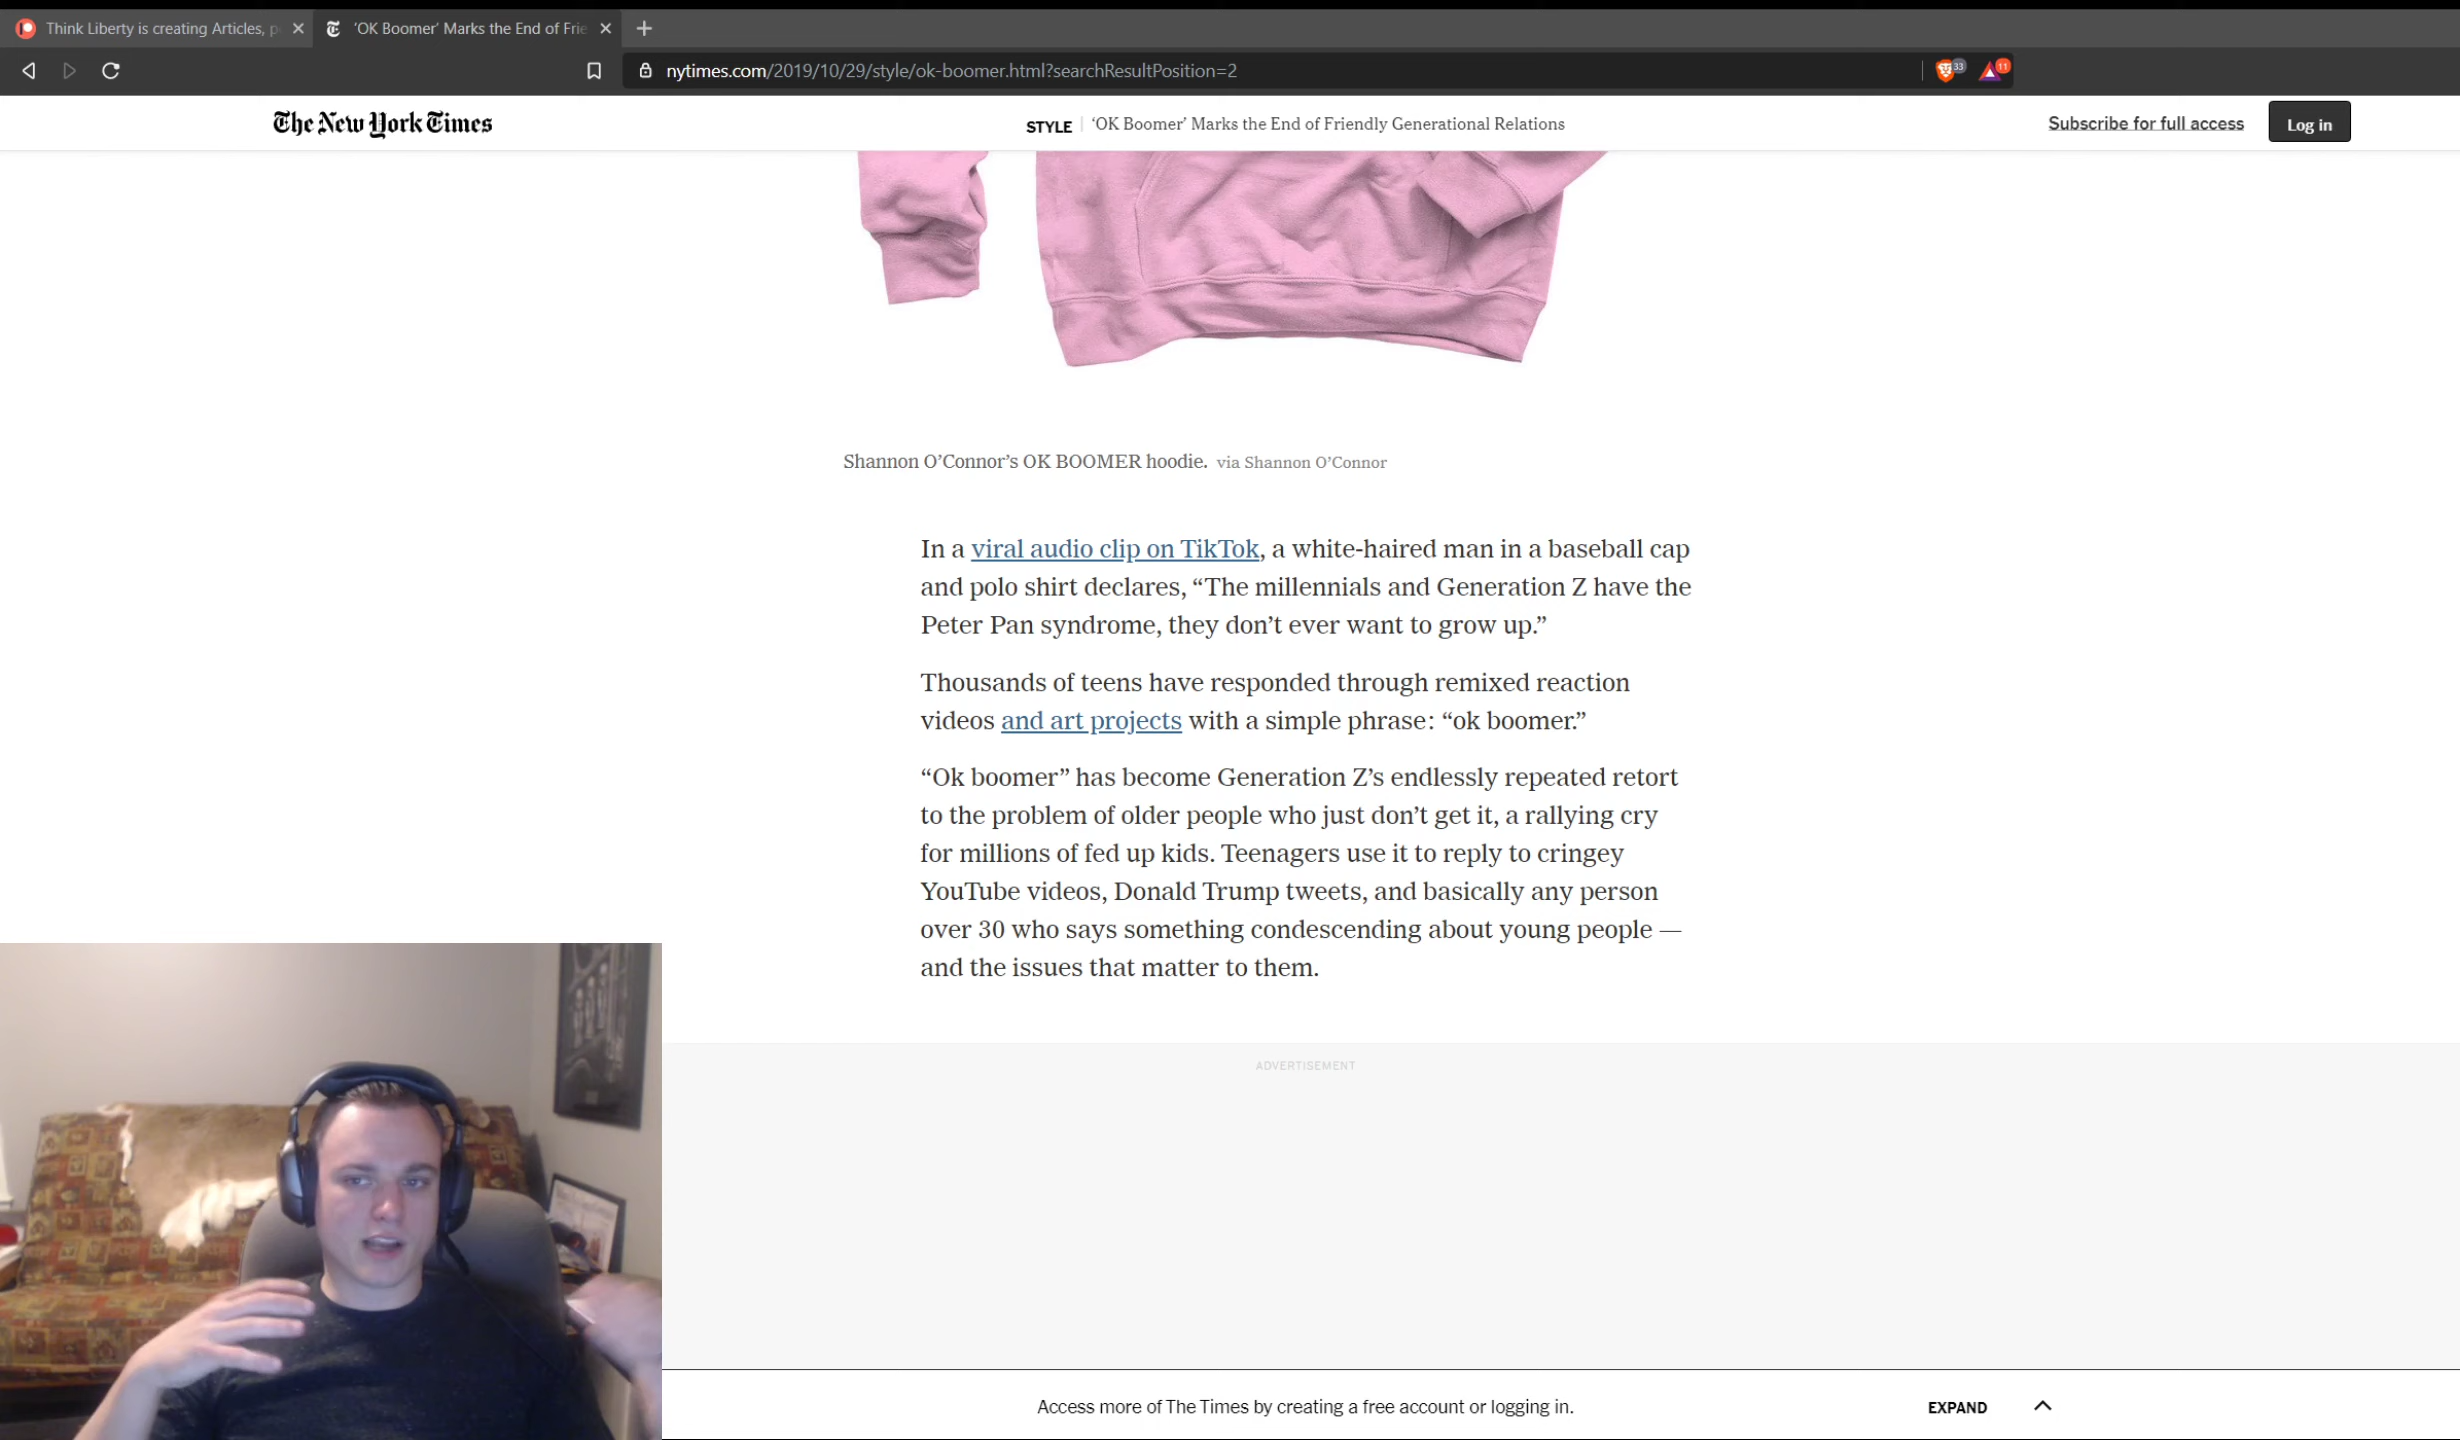 Think Liberty is creating Articles, p
'OK Boomer' Marks the End of Frie
nytimes.com/2019/10/29/style/ok-boomer.html?searchResultPosition=2
33
11
The New York Times
STYLE
'OK Boomer' Marks the End of Friendly Generational Relations
Subscribe for full access
Log in
Shannon O'Connor's OK BOOMER hoodie. via Shannon O'Connor
In a viral audio clip on TikTok, a white-haired man in a baseball cap
and polo shirt declares, “The millennials and Generation Z have the
Peter Pan syndrome, they don't ever want to grow up.”
Thousands of teens have responded through remixed reaction
videos and art projects with a simple phrase: “ok boomer.”
“Ok boomer” has become Generation Z's endlessly repeated retort
to the problem of older people who just don't get it, a rallying cry
for millions of fed up kids. Teenagers use it to reply to cringey
YouTube videos, Donald Trump tweets, and basically any person
over 30 who says something condescending about young people —
and the issues that matter to them.
ADVERTISEMENT
Access more of The Times by creating a free account or logging in.
EXPAND